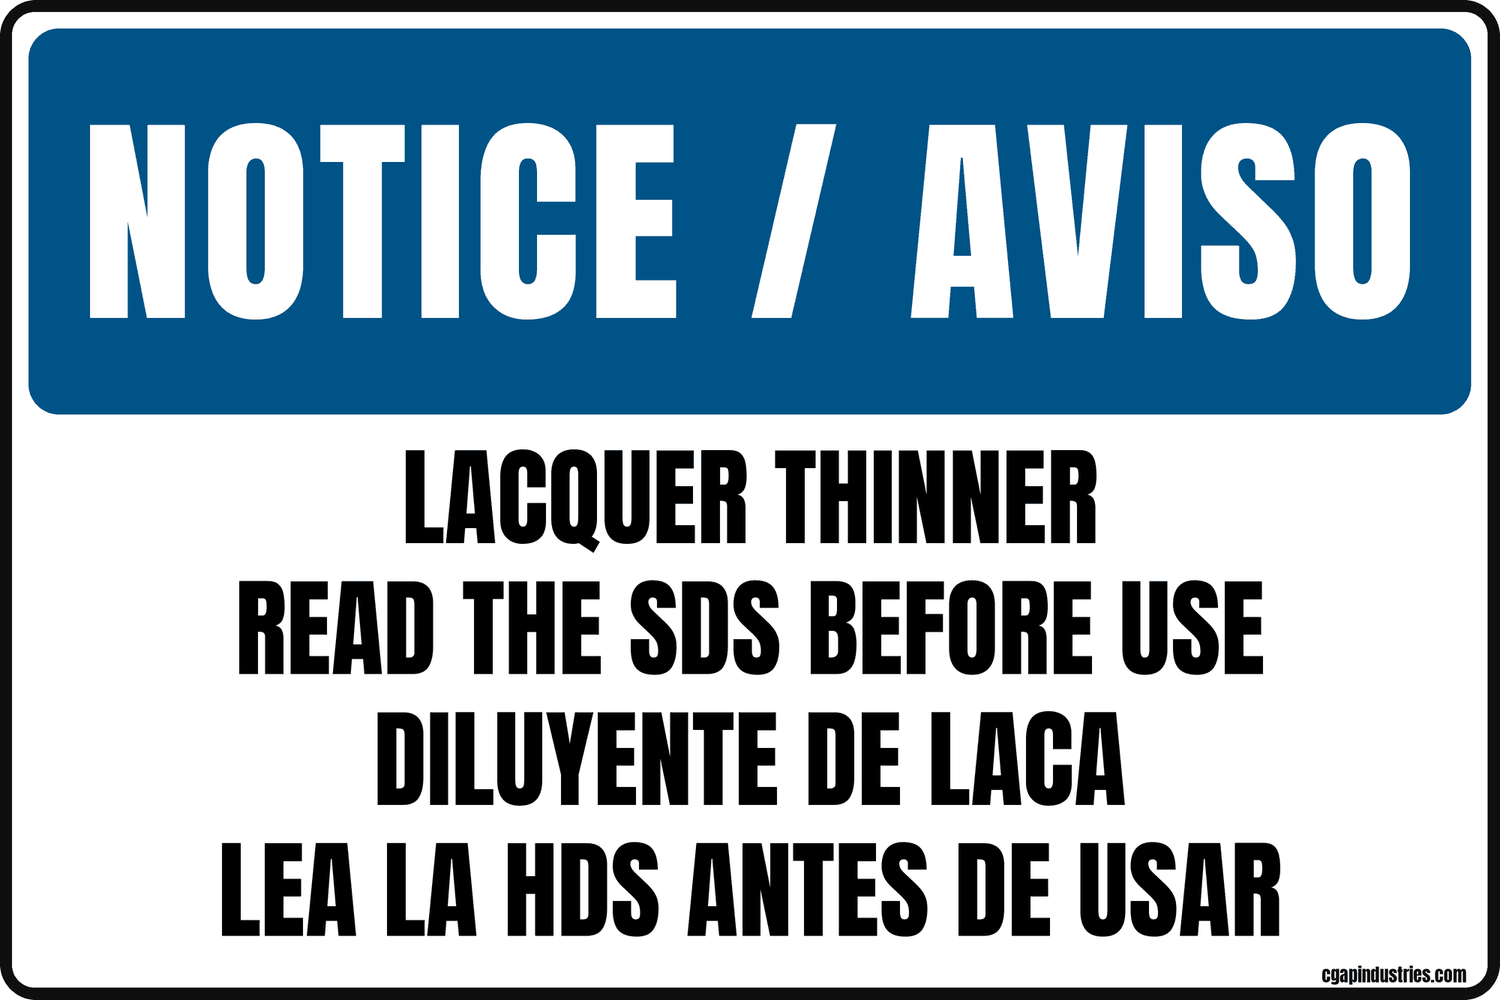 NOTICE / AVISO
LACQUER THINNER
READ THE SDS BEFORE USE
DILUYENTE DE LACA
LEA LA HDS ANTES DE USAR
cgapindustries.com